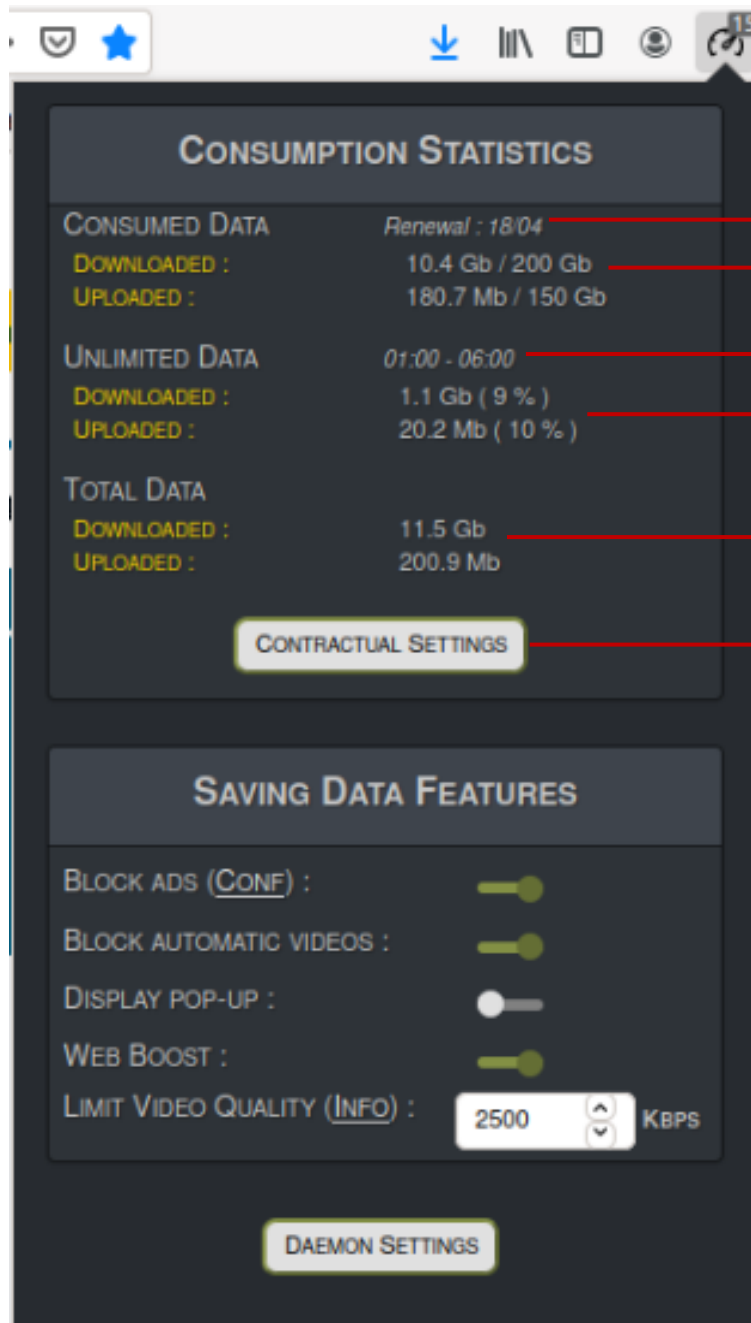 15
CONSUMPTION STATISTICS
CONSUMED DATA Renewal : 18/04
DOWNLOADED : 10.4 Gb / 200 Gb
UPLOADED : 180.7 Mb / 150 Gb
UNLIMITED DATA 01:00 - 06:00
DOWNLOADED : 1.1 Gb ( 9 % )
UPLOADED : 20.2 Mb ( 10 % )
TOTAL DATA
DOWNLOADED : 11.5 Gb
UPLOADED : 200.9 Mb
CONTRACTUAL SETTINGS
SAVING DATA FEATURES
BLOCK ADS (CONF) :
BLOCK AUTOMATIC VIDEOS :
DISPLAY POP-UP :
WEB BOOST :
LIMIT VIDEO QUALITY (INFO) : 2500 KBPS
DAEMON SETTINGS